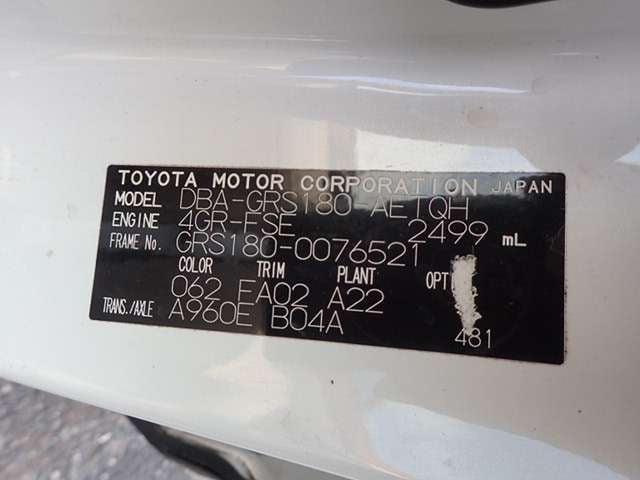 TOYOTA MOTOR CORPORATION JAPAN
MODEL DBA-GRS180-AETQH
ENGINE 4GR-FSE 2499 mL
FRAME No. GRS180-0076521
COLOR TRIM PLANT OPT
062 FA02 A22
TRANS./AXLE A960E B04A
481